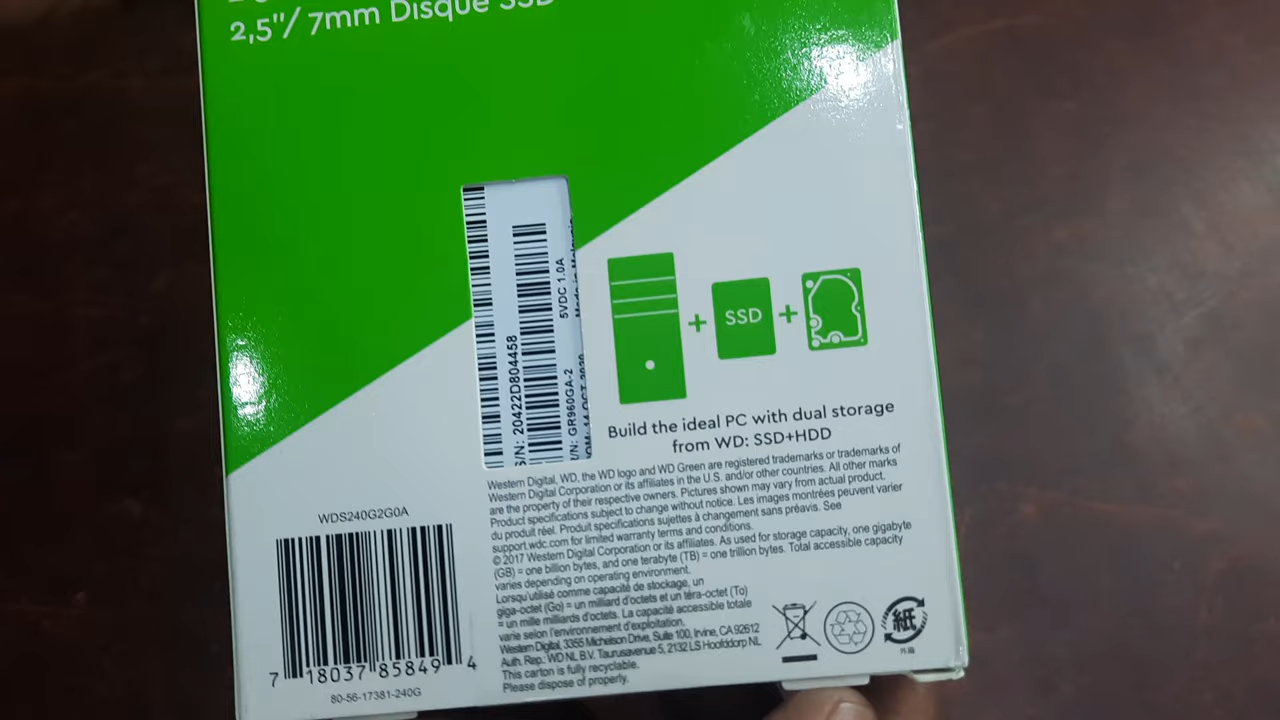 2,5"/ 7mm Disque SSD
S/N: 20422D804458
5VDC 1.0A
GR960GA-2
Made in Malaysia
14 OCT 2020
SSD
Build the ideal PC with dual storage
from WD: SSD+HDD
Western Digital, WD, the WD logo and WD Green are registered trademarks or trademarks of
Western Digital Corporation or its affiliates in the U.S. and/or other countries. All other marks
are the property of their respective owners. Pictures shown may vary from actual product.
Product specifications subject to change without notice. Les images montrées peuvent varier
du produit réel. Produit specifications sujettes à changement sans préavis. See
support.wdc.com for limited warranty terms and conditions.
© 2017 Western Digital Corporation or its affiliates. As used for storage capacity, one gigabyte
(GB) = one billion bytes, and one terabyte (TB) = one trillion bytes. Total accessible capacity
varies depending on operating environment.
Lorsqu'utilisé comme capacité de stockage, un
giga-octet (Go) = un milliard d'octets et un téra-octet (To)
= un mille milliards d'octets. La capacité accessible totale
varie selon l'environnement d'exploitation.
Western Digital, 3355 Michelson Drive, Suite 100, Irvine, CA 92612
Auth. Rep.: WD NL B.V. Taurusavenue 5, 2132 LS Hoofddorp NL
This carton is fully recyclable.
Please dispose of properly.
WDS240G2G0A
7 18037 85849 4
80-56-17381-240G
紙
外箱